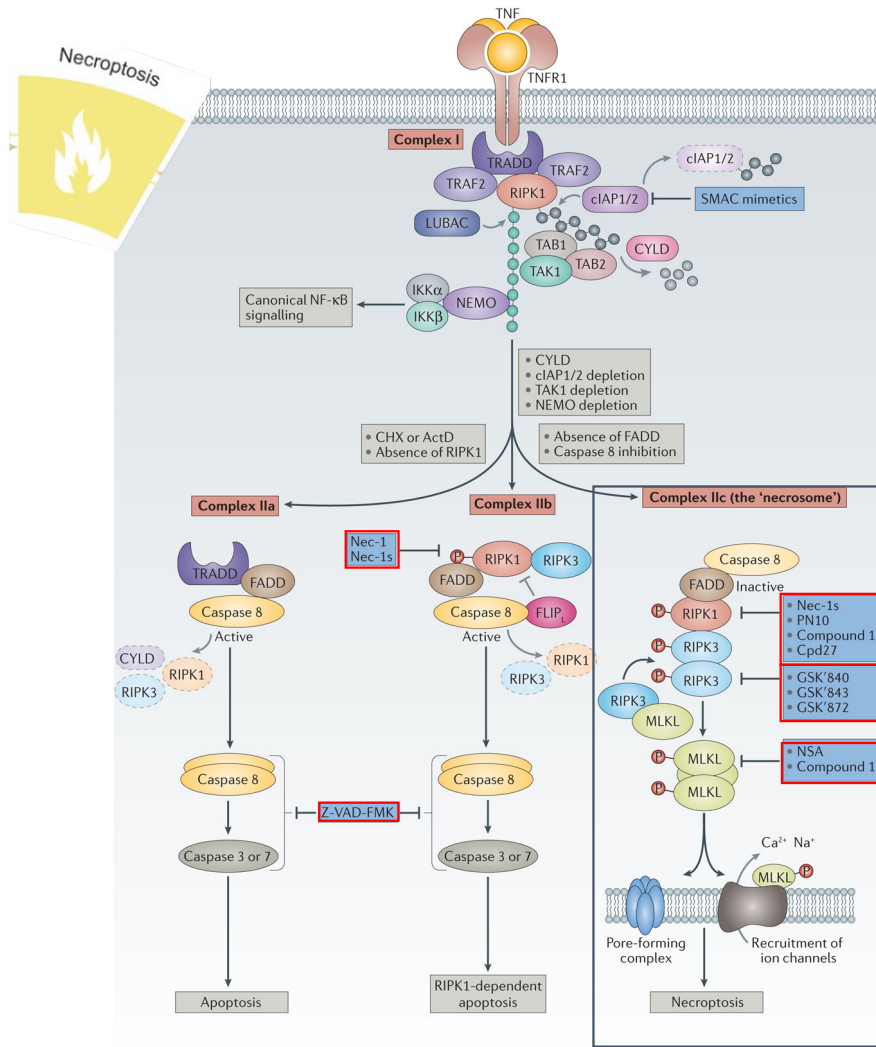 Necroptosis
TNF
TNFR1
Complex I
TRADD
TRAF2
TRAF2
RIPK1
cIAP1/2
cIAP1/2
SMAC mimetics
LUBAC
TAB1
TAB2
TAK1
CYLD
IKKα
IKKβ
NEMO
Canonical NF-κB
signalling
• CYLD
• cIAP1/2 depletion
• TAK1 depletion
• NEMO depletion
• CHX or ActD
• Absence of RIPK1
• Absence of FADD
• Caspase 8 inhibition
Complex IIa
TRADD
FADD
Caspase 8
Active
CYLD
RIPK1
RIPK3
Caspase 8
Caspase 3 or 7
Apoptosis
Z-VAD-FMK
Complex IIb
Nec-1
Nec-1s
P
RIPK1
RIPK3
FADD
Caspase 8
FLIPL
Active
RIPK1
RIPK3
Caspase 8
Caspase 3 or 7
RIPK1-dependent
apoptosis
Complex IIc (the ‘necrosome’)
Caspase 8
FADD
Inactive
P
RIPK1
• Nec-1s
• PN10
• Compound 1
• Cpd27
P
RIPK3
P
RIPK3
• GSK’840
• GSK’843
• GSK’872
RIPK3
MLKL
P
MLKL
P
MLKL
• NSA
• Compound 1
Ca2+ Na+
MLKL
P
Pore-forming
complex
Recruitment of
ion channels
Necroptosis